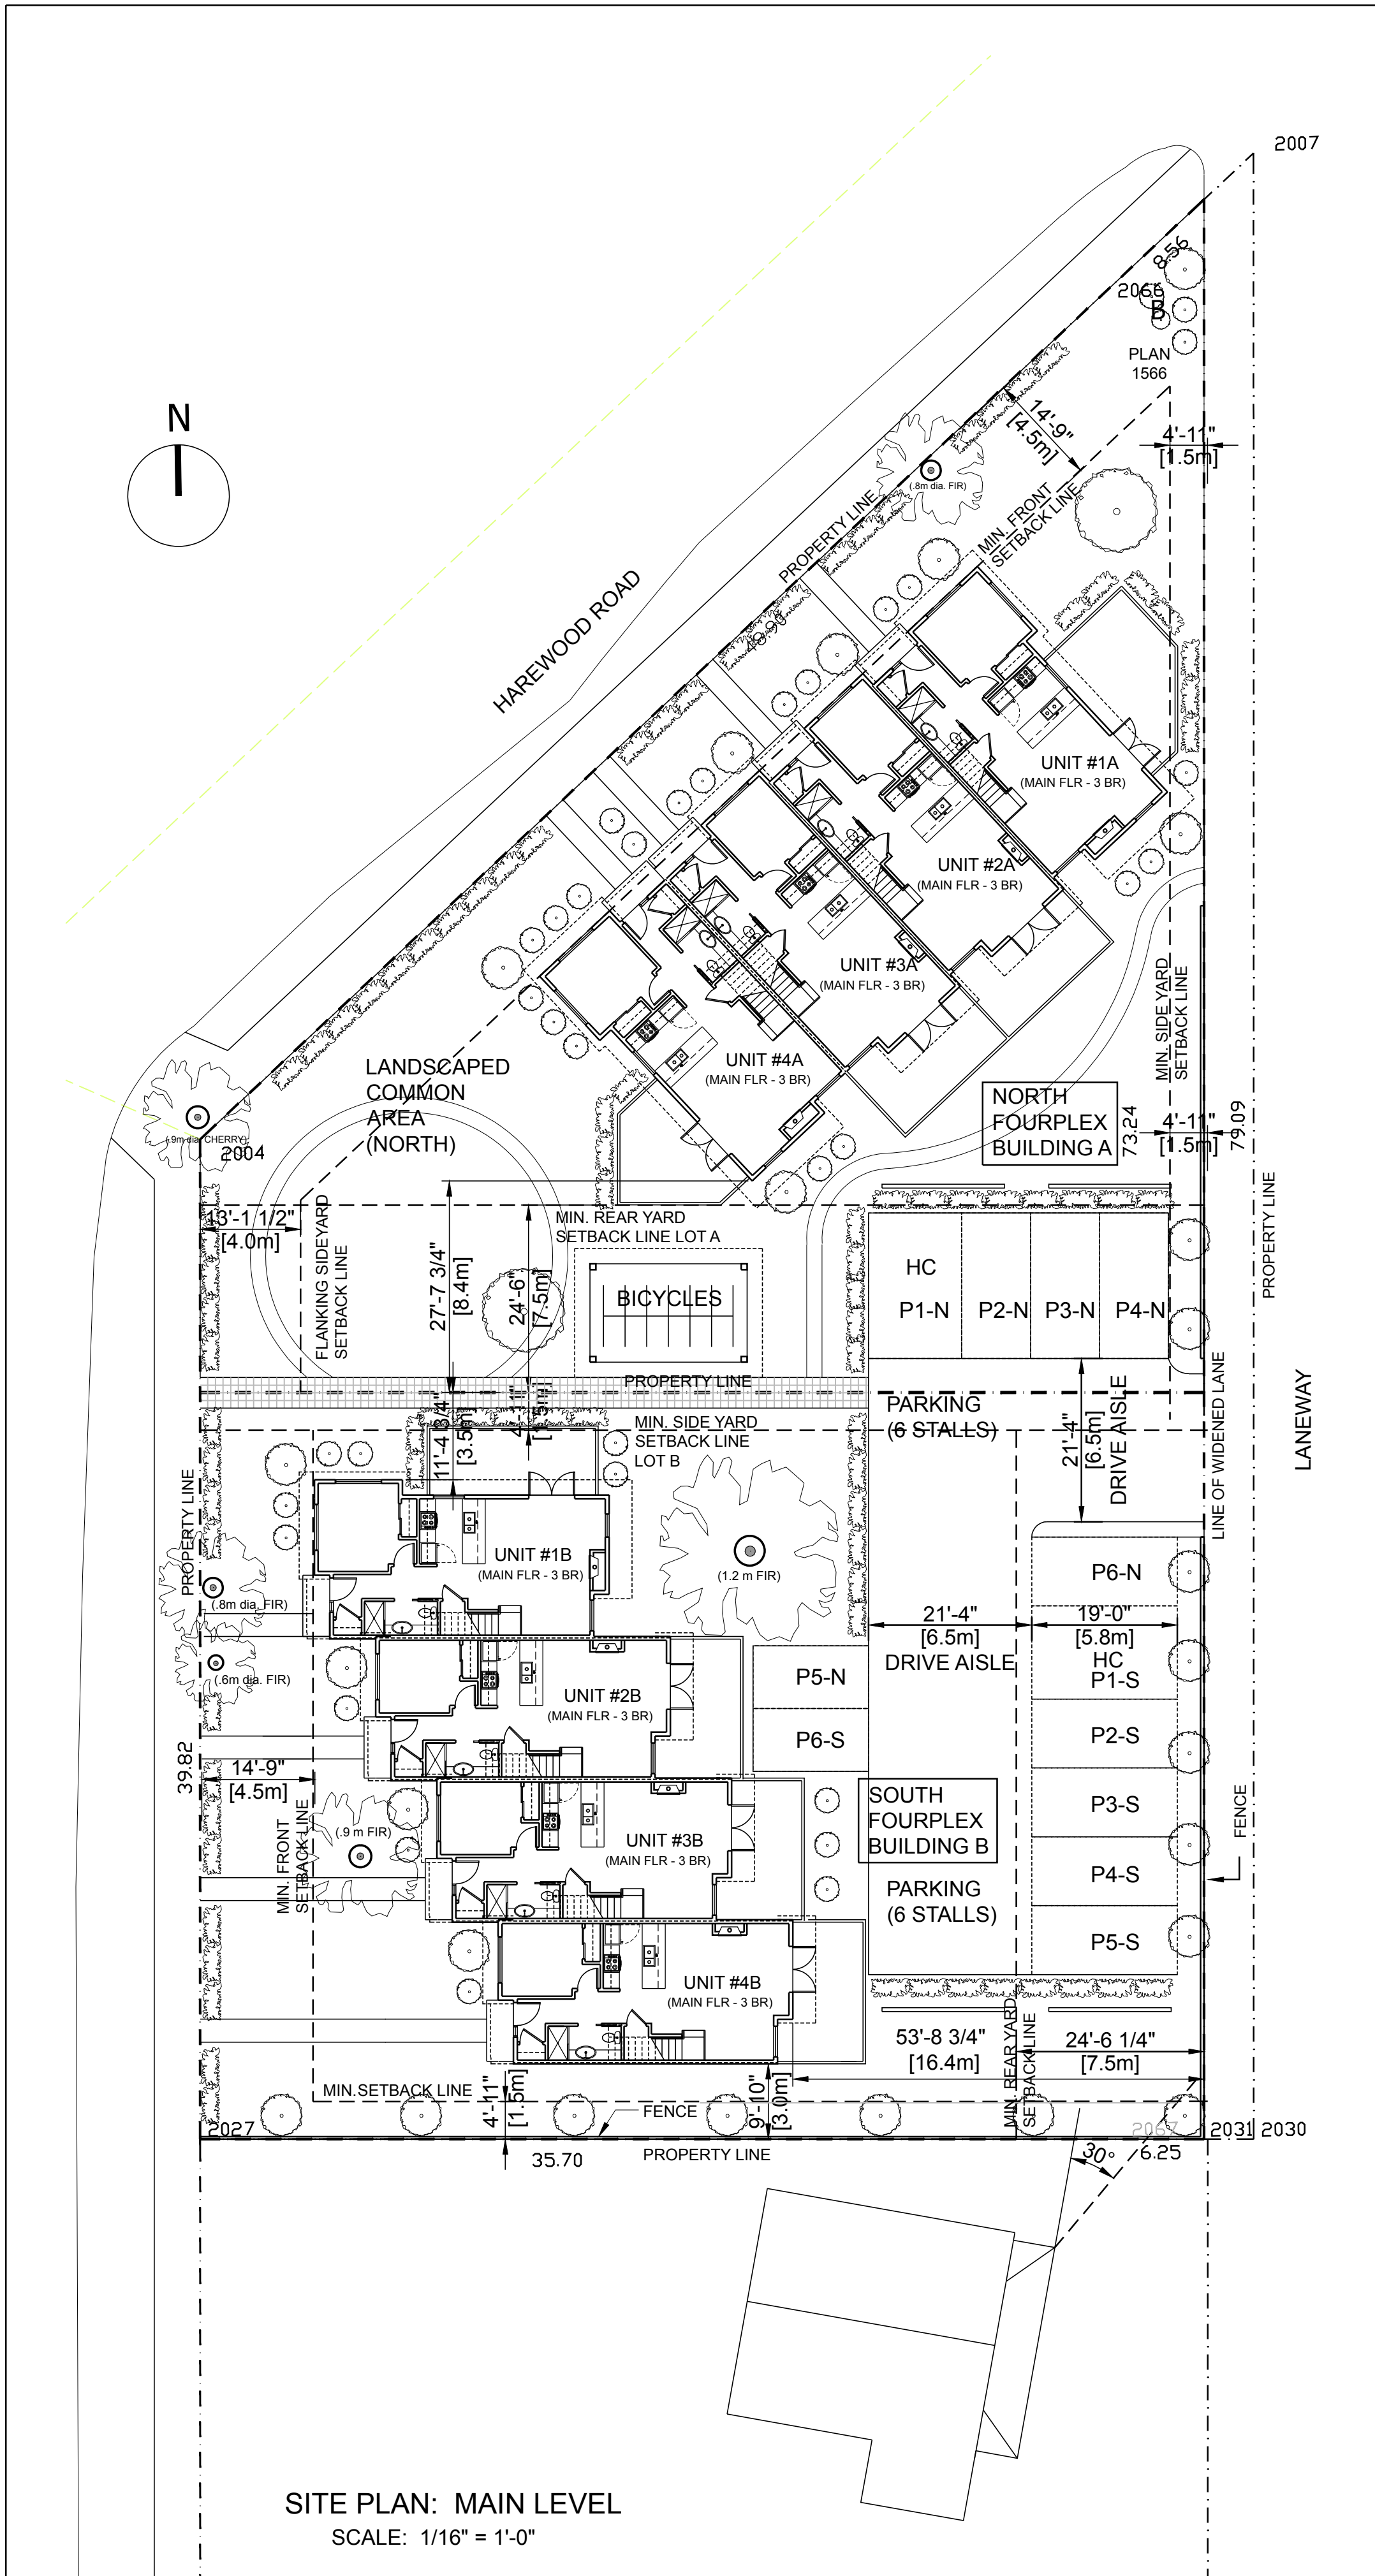 2007
8.56
2066
B
PLAN
1566
N
14'-9"
[4.5m]
4'-11"
[1.5m]
(.8m dia. FIR)
PROPERTY LINE
MIN. FRONT
SETBACK LINE
HAREWOOD ROAD
48.90
UNIT #1A
(MAIN FLR - 3 BR)
UNIT #2A
(MAIN FLR - 3 BR)
UNIT #3A
(MAIN FLR - 3 BR)
UNIT #4A
(MAIN FLR - 3 BR)
MIN. SIDE YARD
SETBACK LINE
LANDSCAPED
COMMON
AREA
(NORTH)
NORTH
FOURPLEX
BUILDING A
73.24
4'-11"
[1.5m]
79.09
(.9m dia. CHERRY)
2004
PROPERTY LINE
13'-1 1/2"
[4.0m]
FLANKING SIDEYARD
SETBACK LINE
MIN. REAR YARD
SETBACK LINE LOT A
27'-7 3/4"
[8.4m]
24'-6"
[7.5m]
BICYCLES
HC
P1-N
P2-N
P3-N
P4-N
PROPERTY LINE
LINE OF WIDENED LANE
LANEWAY
11'-4 3/4"
[3.5m]
4'-11"
[1.5m]
MIN. SIDE YARD
SETBACK LINE
LOT B
PARKING
(6 STALLS)
21'-4"
[6.5m]
DRIVE AISLE
PROPERTY LINE
UNIT #1B
(MAIN FLR - 3 BR)
(1.2 m FIR)
P6-N
(.8m dia. FIR)
21'-4"
[6.5m]
DRIVE AISLE
19'-0"
[5.8m]
HC
P1-S
(.6m dia. FIR)
P5-N
UNIT #2B
(MAIN FLR - 3 BR)
P6-S
P2-S
39.82
14'-9"
[4.5m]
SOUTH
FOURPLEX
BUILDING B
P3-S
FENCE
MIN. FRONT
SETBACK LINE
(.9 m FIR)
UNIT #3B
(MAIN FLR - 3 BR)
PARKING
(6 STALLS)
P4-S
P5-S
UNIT #4B
(MAIN FLR - 3 BR)
53'-8 3/4"
[16.4m]
MIN. REAR YARD
SETBACK LINE
24'-6 1/4"
[7.5m]
MIN.SETBACK LINE
4'-11"
[1.5m]
9'-10"
[3.0m]
FENCE
2027
2067
2031
2030
35.70
PROPERTY LINE
30°
6.25
SITE PLAN: MAIN LEVEL
SCALE: 1/16" = 1'-0"